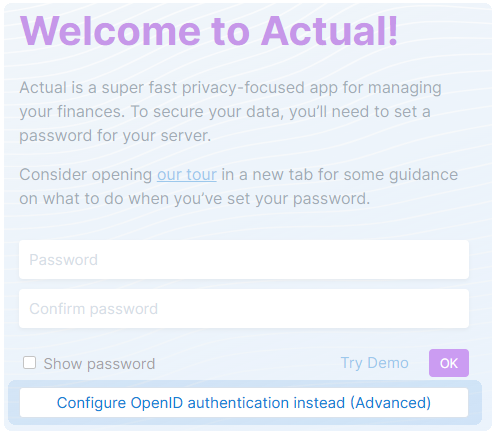 Welcome to Actual!
Actual is a super fast privacy-focused app for managing
your finances. To secure your data, you’ll need to set a
password for your server.
Consider opening our tour in a new tab for some guidance
on what to do when you’ve set your password.
Password
Confirm password
Show password Try Demo OK
Configure OpenID authentication instead (Advanced)